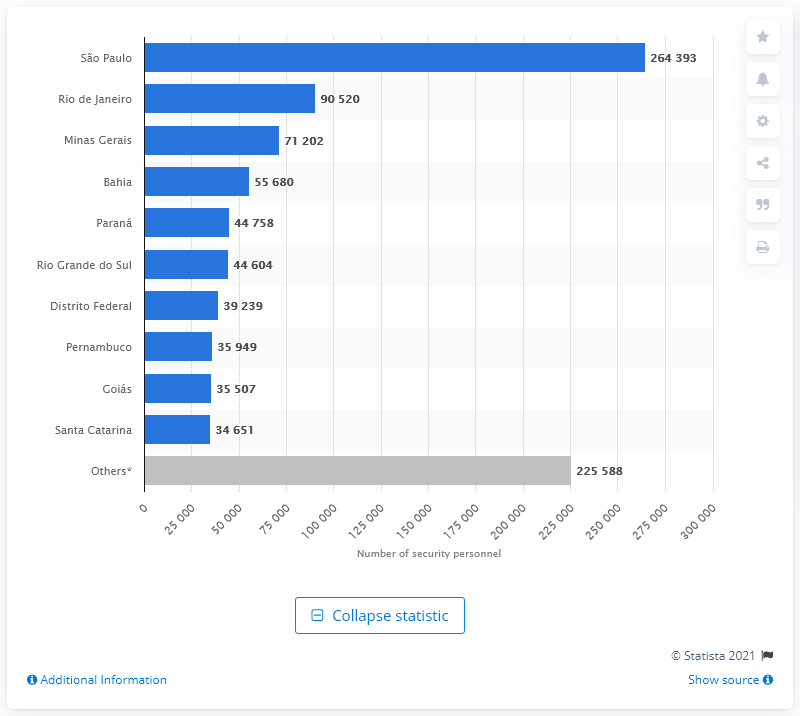 São Paulo 264 393
Rio de Janeiro 90 520
Minas Gerais 71 202
Bahia 55 680
Paraná 44 758
Rio Grande do Sul 44 604
Distrito Federal 39 239
Pernambuco 35 949
Goiás 35 507
Santa Catarina 34 651
Others* 225 588
0 25 000 50 000 75 000 100 000 125 000 150 000 175 000 200 000 225 000 250 000 275 000 300 000
Number of security personnel
Collapse statistic
© Statista 2021
Additional Information Show source